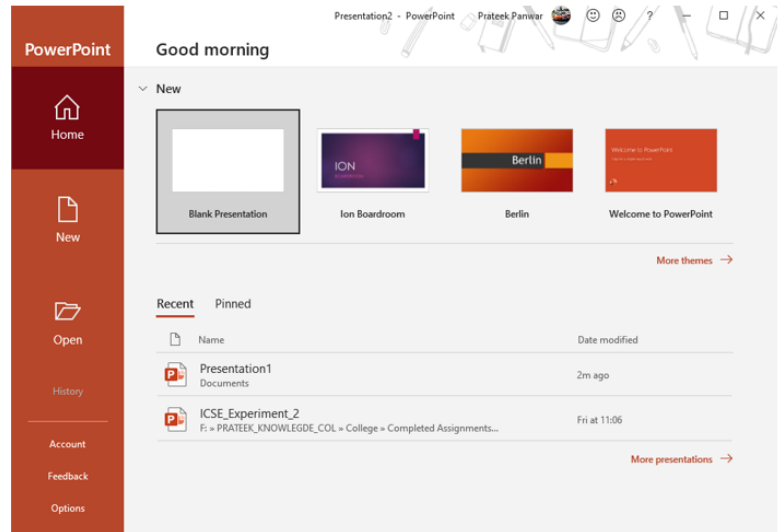 Presentation2 - PowerPoint
Prateek Panwar
?
PowerPoint
Good morning
Home
New
Open
History
Account
Feedback
Options
New
ION
Berlin
Welcome to PowerPoint
Blank Presentation
Ion Boardroom
Berlin
Welcome to PowerPoint
More themes
Recent
Pinned
Name
Date modified
P
Presentation1
Documents
2m ago
P
ICSE_Experiment_2
F: » PRATEEK_KNOWLEGDE_COL » College » Completed Assignments...
Fri at 11:06
More presentations